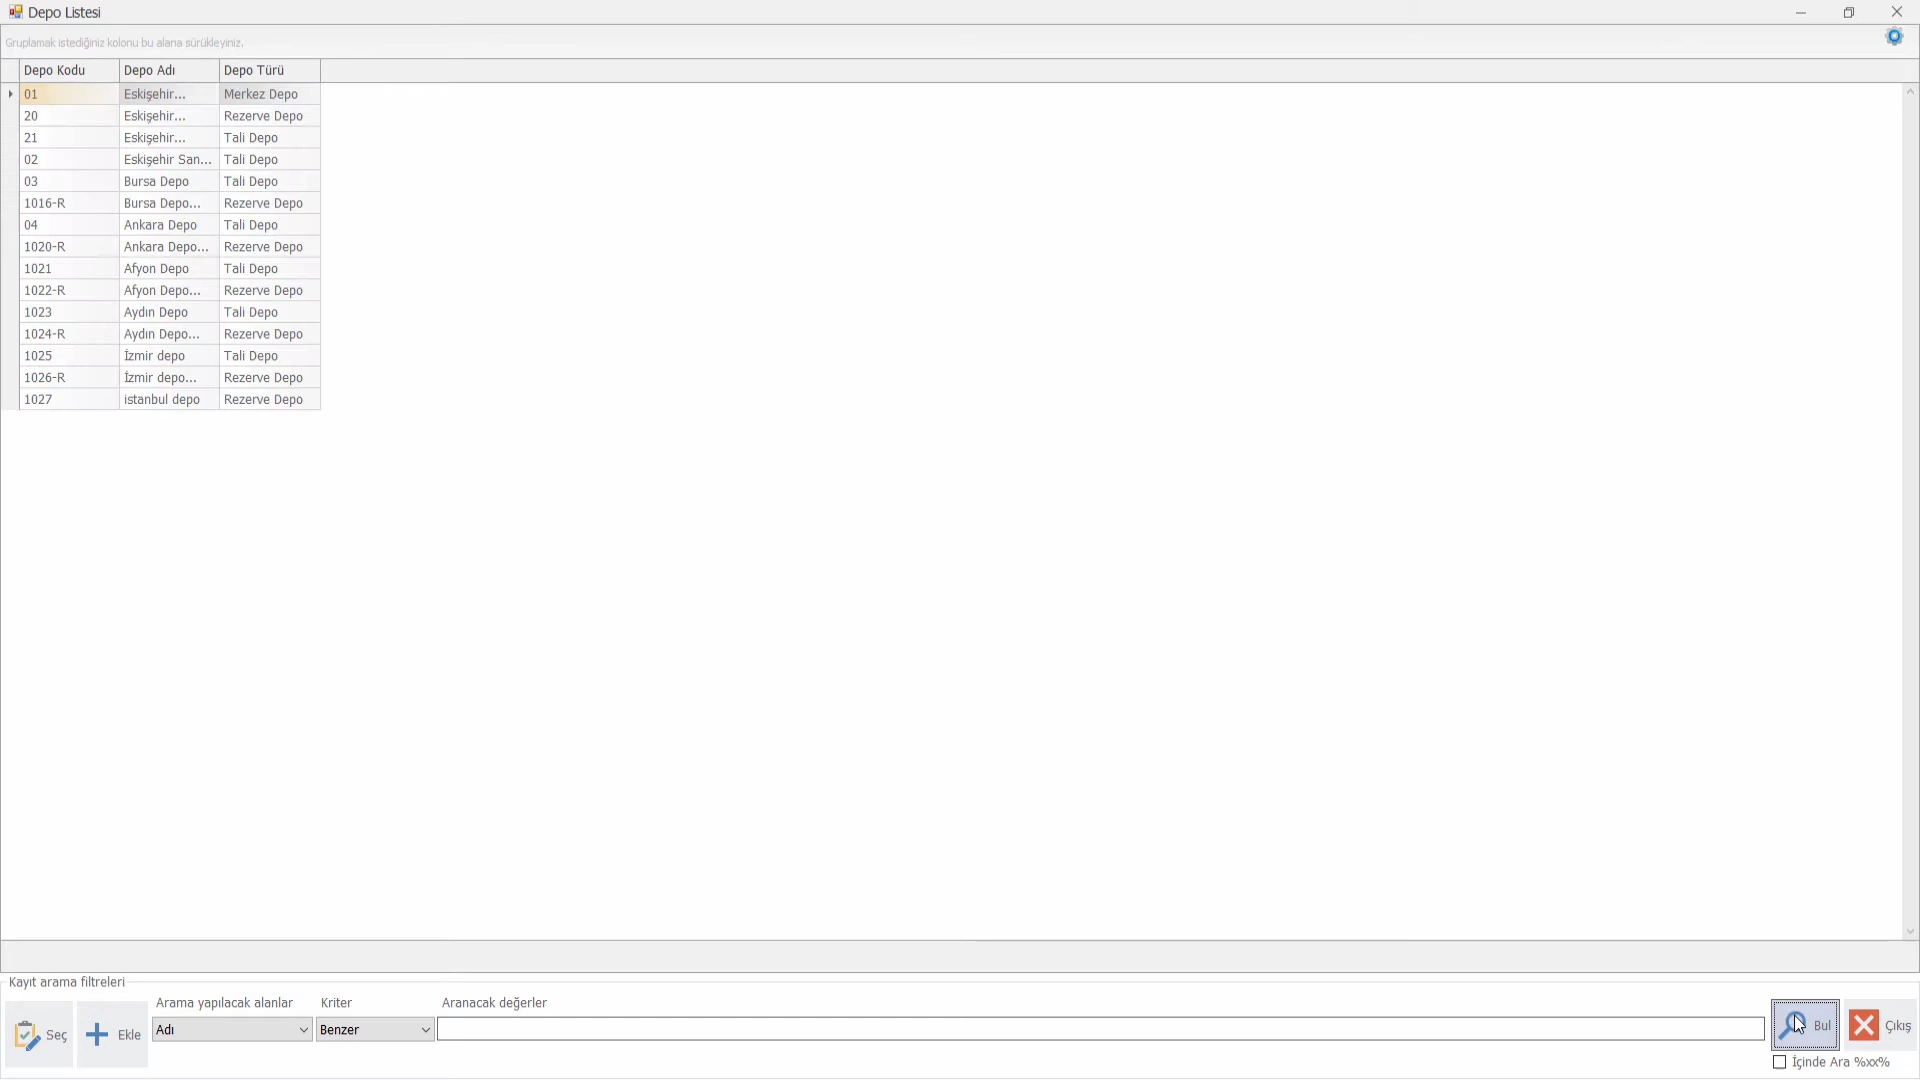 Depo Listesi
Gruplamak istediğiniz kolonu bu alana sürükleyiniz.
Depo Kodu Depo Adı Depo Türü
01 Eskişehir... Merkez Depo
20 Eskişehir... Rezerve Depo
21 Eskişehir... Tali Depo
02 Eskişehir San... Tali Depo
03 Bursa Depo Tali Depo
1016-R Bursa Depo... Rezerve Depo
04 Ankara Depo Tali Depo
1020-R Ankara Depo... Rezerve Depo
1021 Afyon Depo Tali Depo
1022-R Afyon Depo... Rezerve Depo
1023 Aydın Depo Tali Depo
1024-R Aydın Depo... Rezerve Depo
1025 İzmir depo Tali Depo
1026-R İzmir depo... Rezerve Depo
1027 istanbul depo Rezerve Depo
Kayıt arama filtreleri
Arama yapılacak alanlar Kriter Aranacak değerler
Seç Ekle Adı Benzer Bul Çıkış
İçinde Ara %xx%